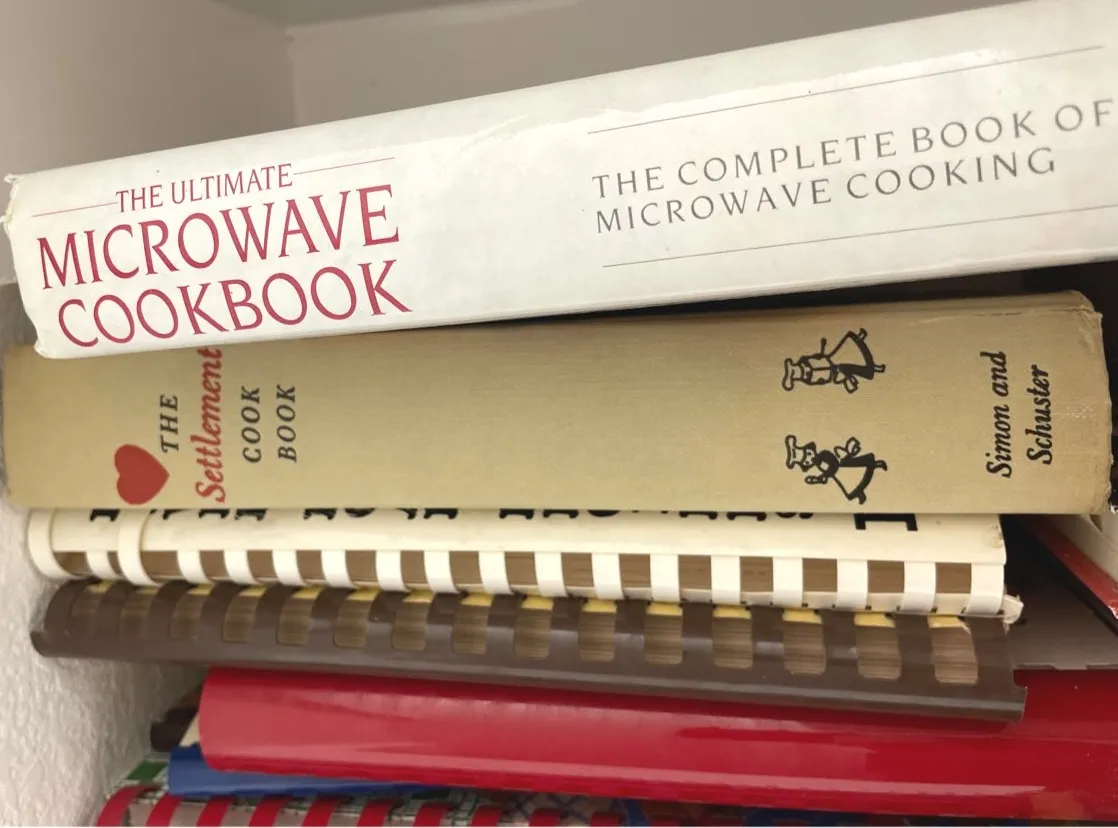 THE ULTIMATE
MICROWAVE
COOKBOOK
THE COMPLETE BOOK OF
MICROWAVE COOKING
THE
Settlement
COOK
BOOK
Simon and
Schuster